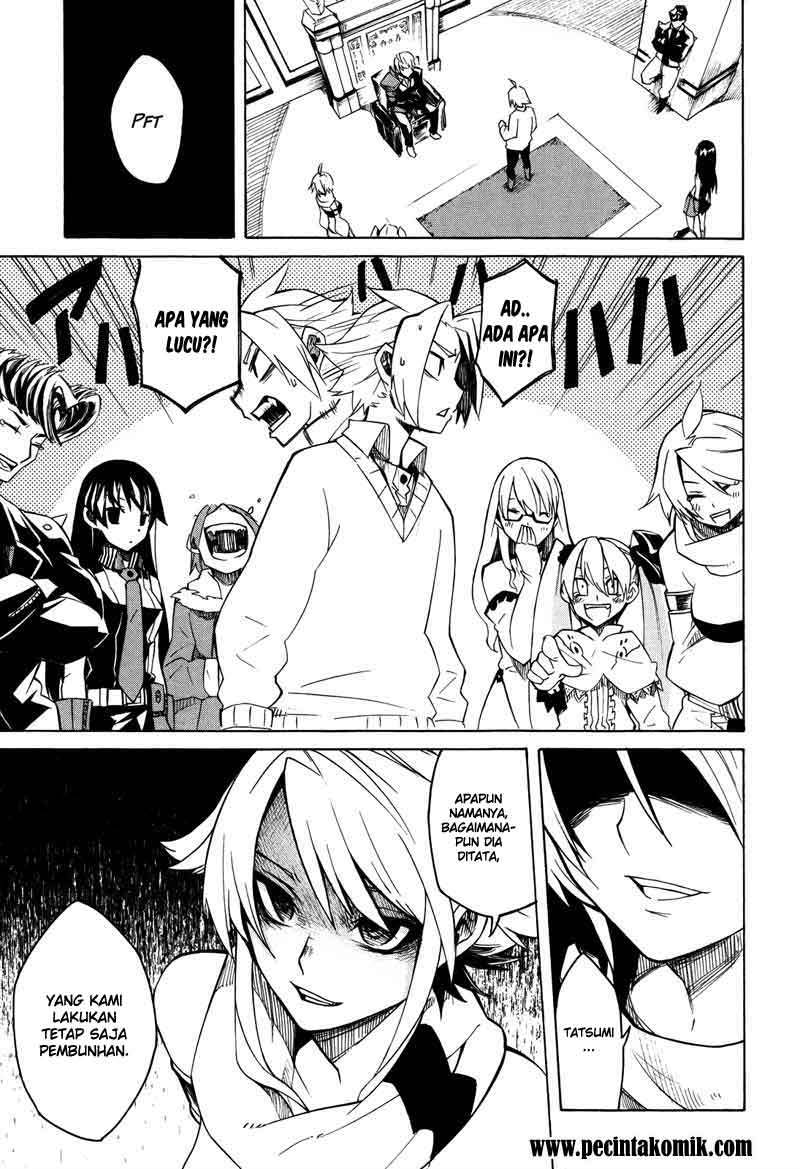 PFT
AD..
ADA APA
INI?!
APA YANG
LUCU?!
TATSUMI
...
APAPUN
NAMANYA,
BAGAIMANA-
PUN DIA
DITATA,
YANG KAMI
LAKUKAN
TETAP SAJA
PEMBUNHAN.
www.pecintakomik.com